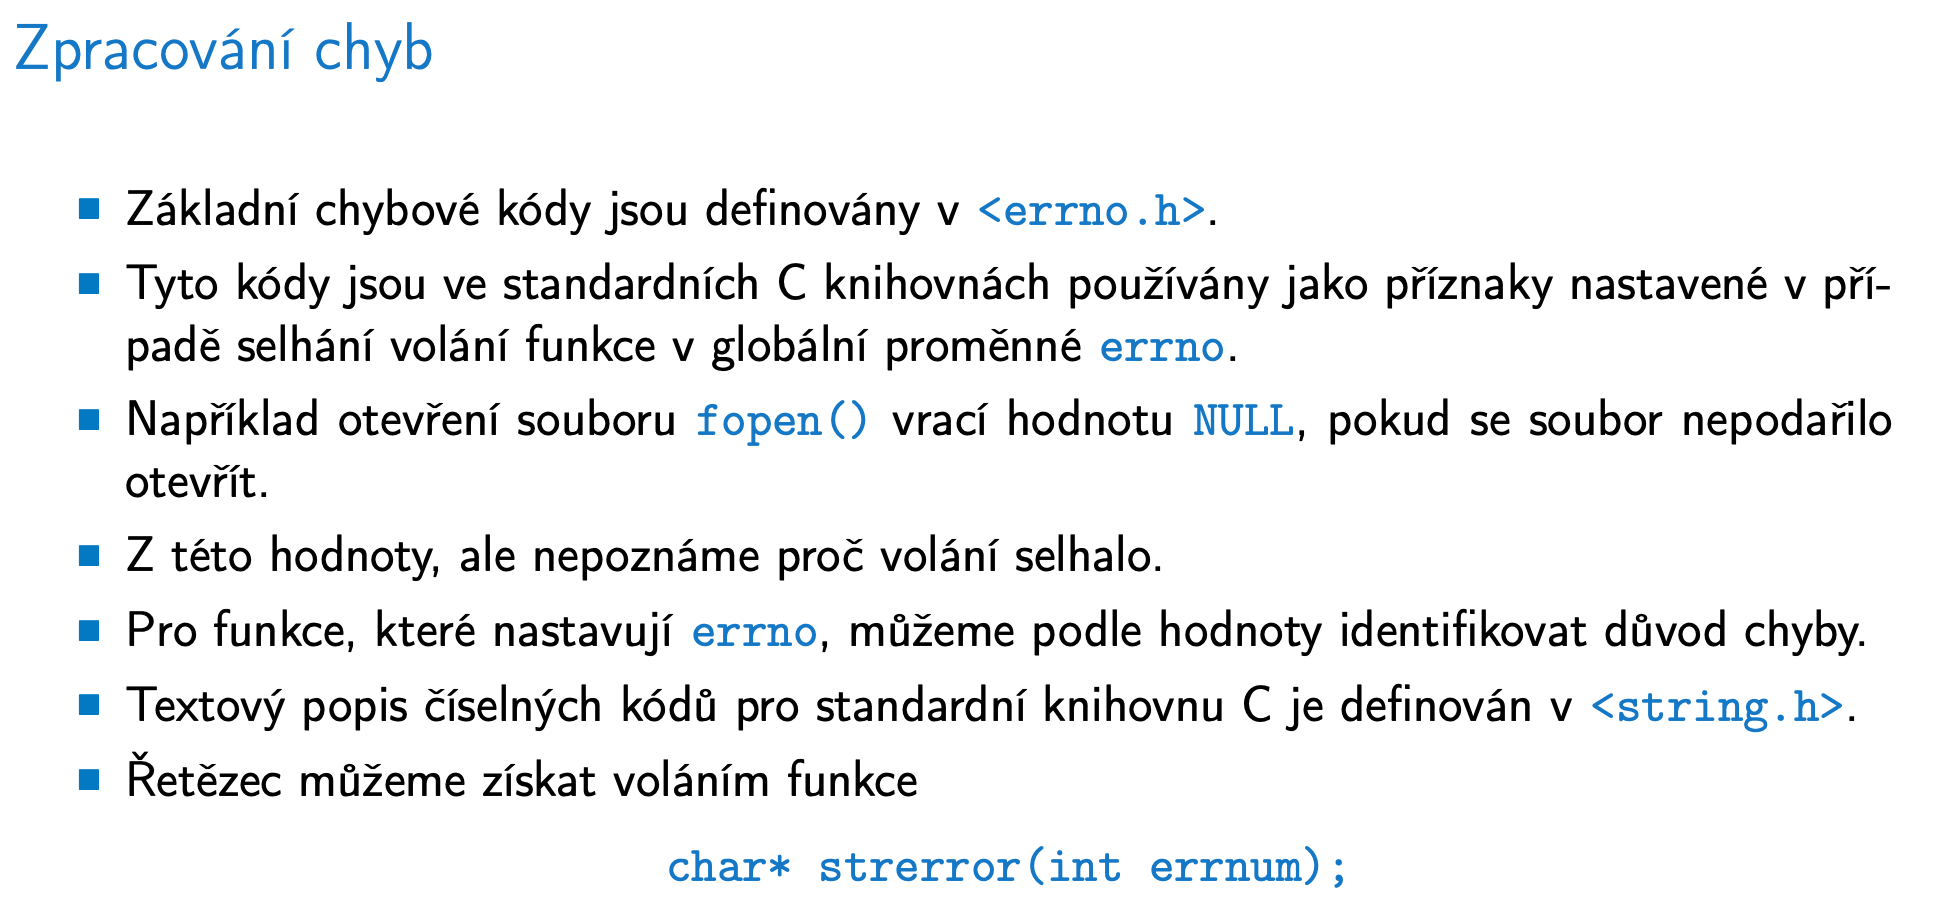 Zpracování chyb
Základní chybové kódy jsou definovány v <errno.h>.
Tyto kódy jsou ve standardních C knihovnách používány jako příznaky nastavené v pří-
padě selhání volání funkce v globální proměnné errno.
Například otevření souboru fopen() vrací hodnotu NULL, pokud se soubor nepodařilo
otevřít.
Z této hodnoty, ale nepoznáme proč volání selhalo.
Pro funkce, které nastavují errno, můžeme podle hodnoty identifikovat důvod chyby.
Textový popis číselných kódů pro standardní knihovnu C je definován v <string.h>.
Řetězec můžeme získat voláním funkce
char* strerror(int errnum);